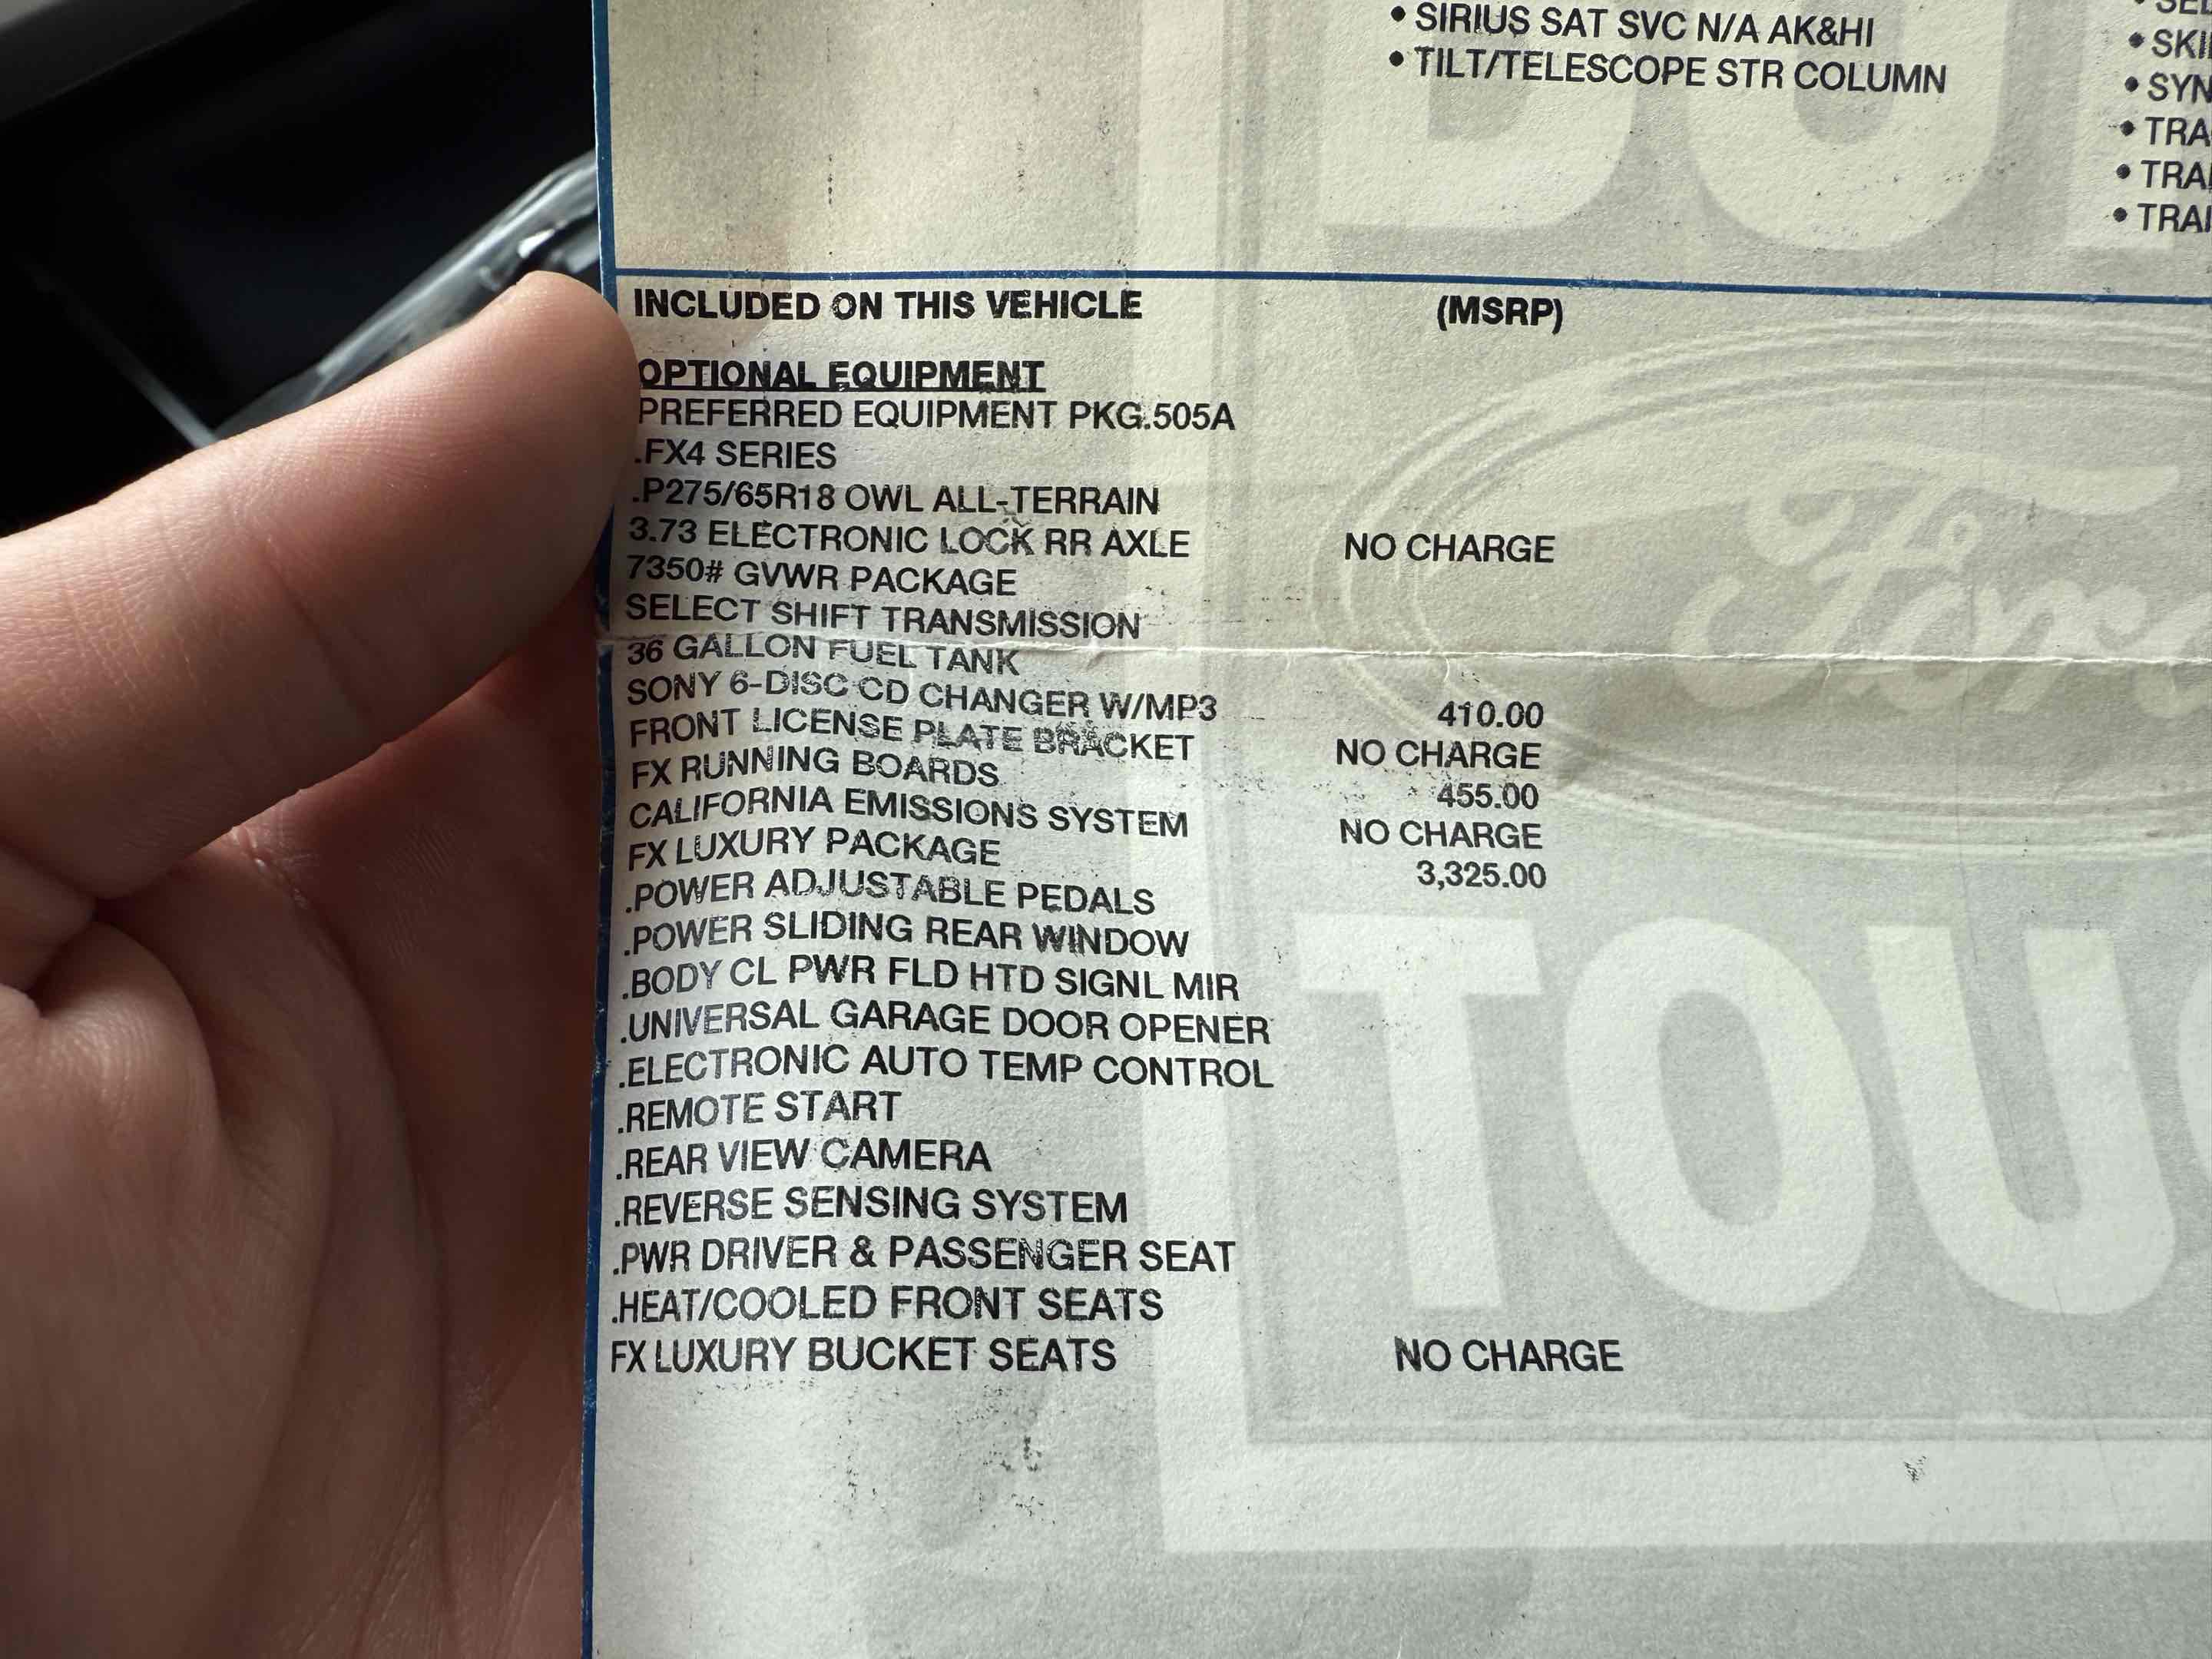 • SIRIUS SAT SVC N/A AK&HI
• TILT/TELESCOPE STR COLUMN
INCLUDED ON THIS VEHICLE (MSRP)
OPTIONAL EQUIPMENT
PREFERRED EQUIPMENT PKG.505A
.FX4 SERIES
.P275/65R18 OWL ALL-TERRAIN
3.73 ELECTRONIC LOCK RR AXLE NO CHARGE
7350# GVWR PACKAGE
SELECT SHIFT TRANSMISSION
36 GALLON FUEL TANK
SONY 6-DISC CD CHANGER W/MP3 410.00
FRONT LICENSE PLATE BRACKET NO CHARGE
FX RUNNING BOARDS 455.00
CALIFORNIA EMISSIONS SYSTEM NO CHARGE
FX LUXURY PACKAGE 3,325.00
.POWER ADJUSTABLE PEDALS
.POWER SLIDING REAR WINDOW
.BODY CL PWR FLD HTD SIGNL MIR
.UNIVERSAL GARAGE DOOR OPENER
.ELECTRONIC AUTO TEMP CONTROL
.REMOTE START
.REAR VIEW CAMERA
.REVERSE SENSING SYSTEM
.PWR DRIVER & PASSENGER SEAT
.HEAT/COOLED FRONT SEATS
FX LUXURY BUCKET SEATS NO CHARGE
Ford